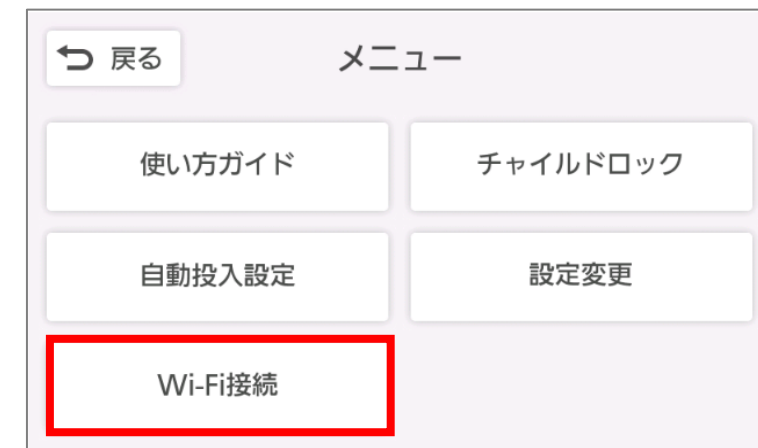 戻る
メニュー
使い方ガイド
チャイルドロック
自動投入設定
設定変更
Wi-Fi接続